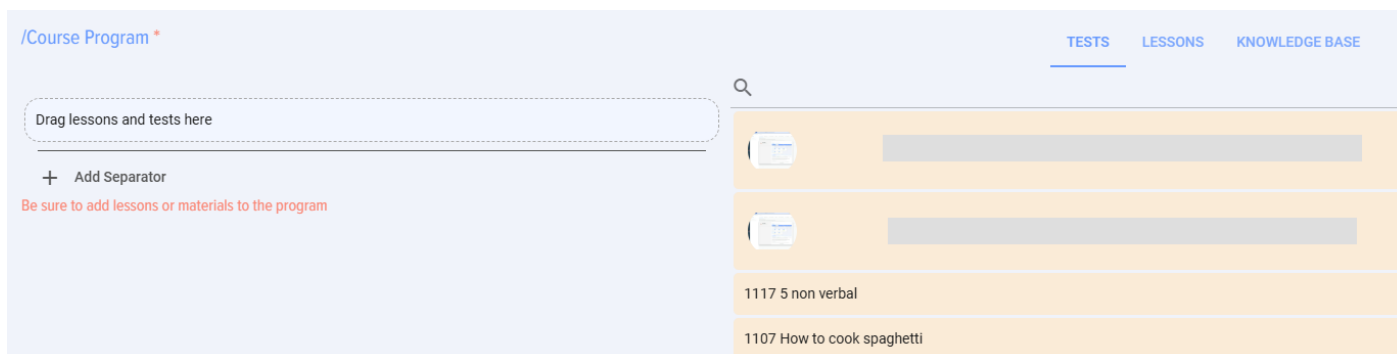 /Course Program *
TESTS LESSONS KNOWLEDGE BASE
Drag lessons and tests here
Add Separator
Be sure to add lessons or materials to the program
1117 5 non verbal
1107 How to cook spaghetti